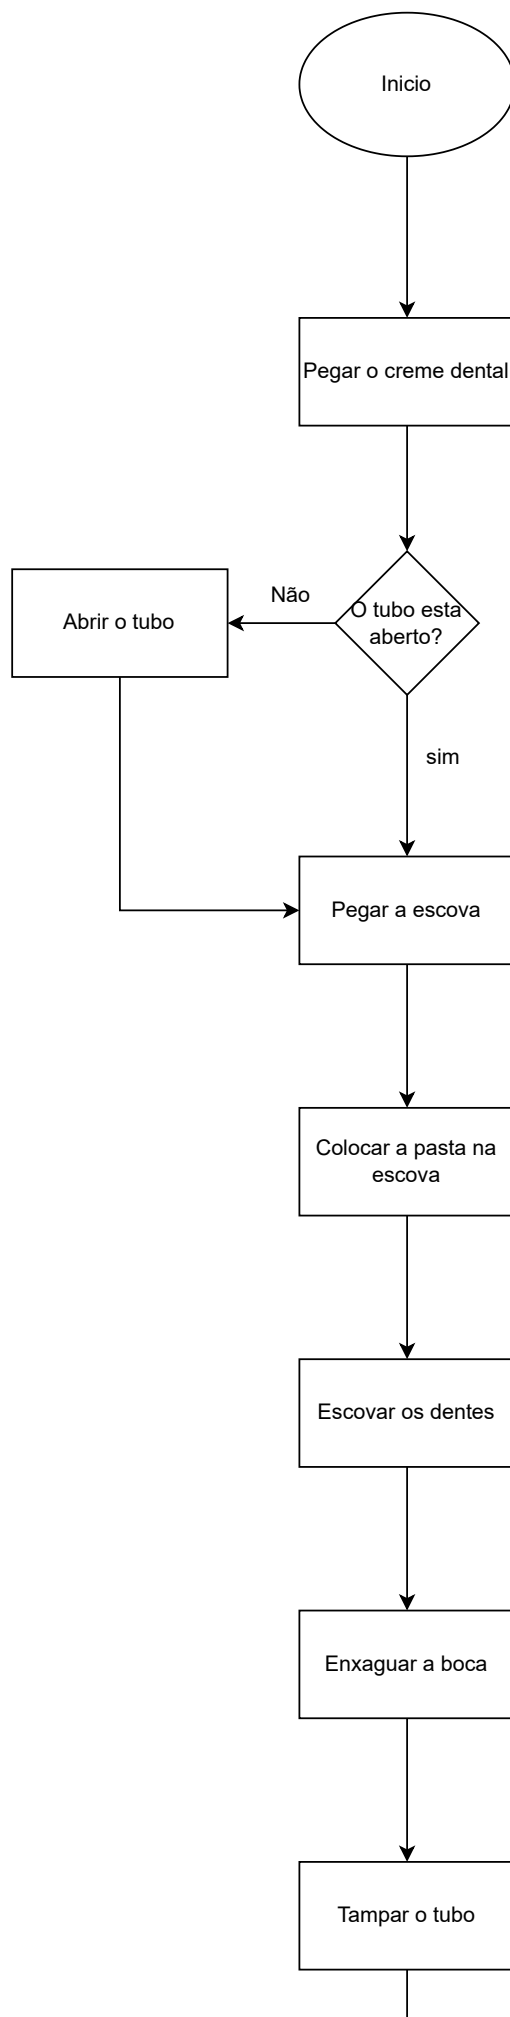 Inicio
Pegar o creme dental
O tubo esta
aberto?
Não
Abrir o tubo
sim
Pegar a escova
Colocar a pasta na
escova
Escovar os dentes
Enxaguar a boca
Tampar o tubo